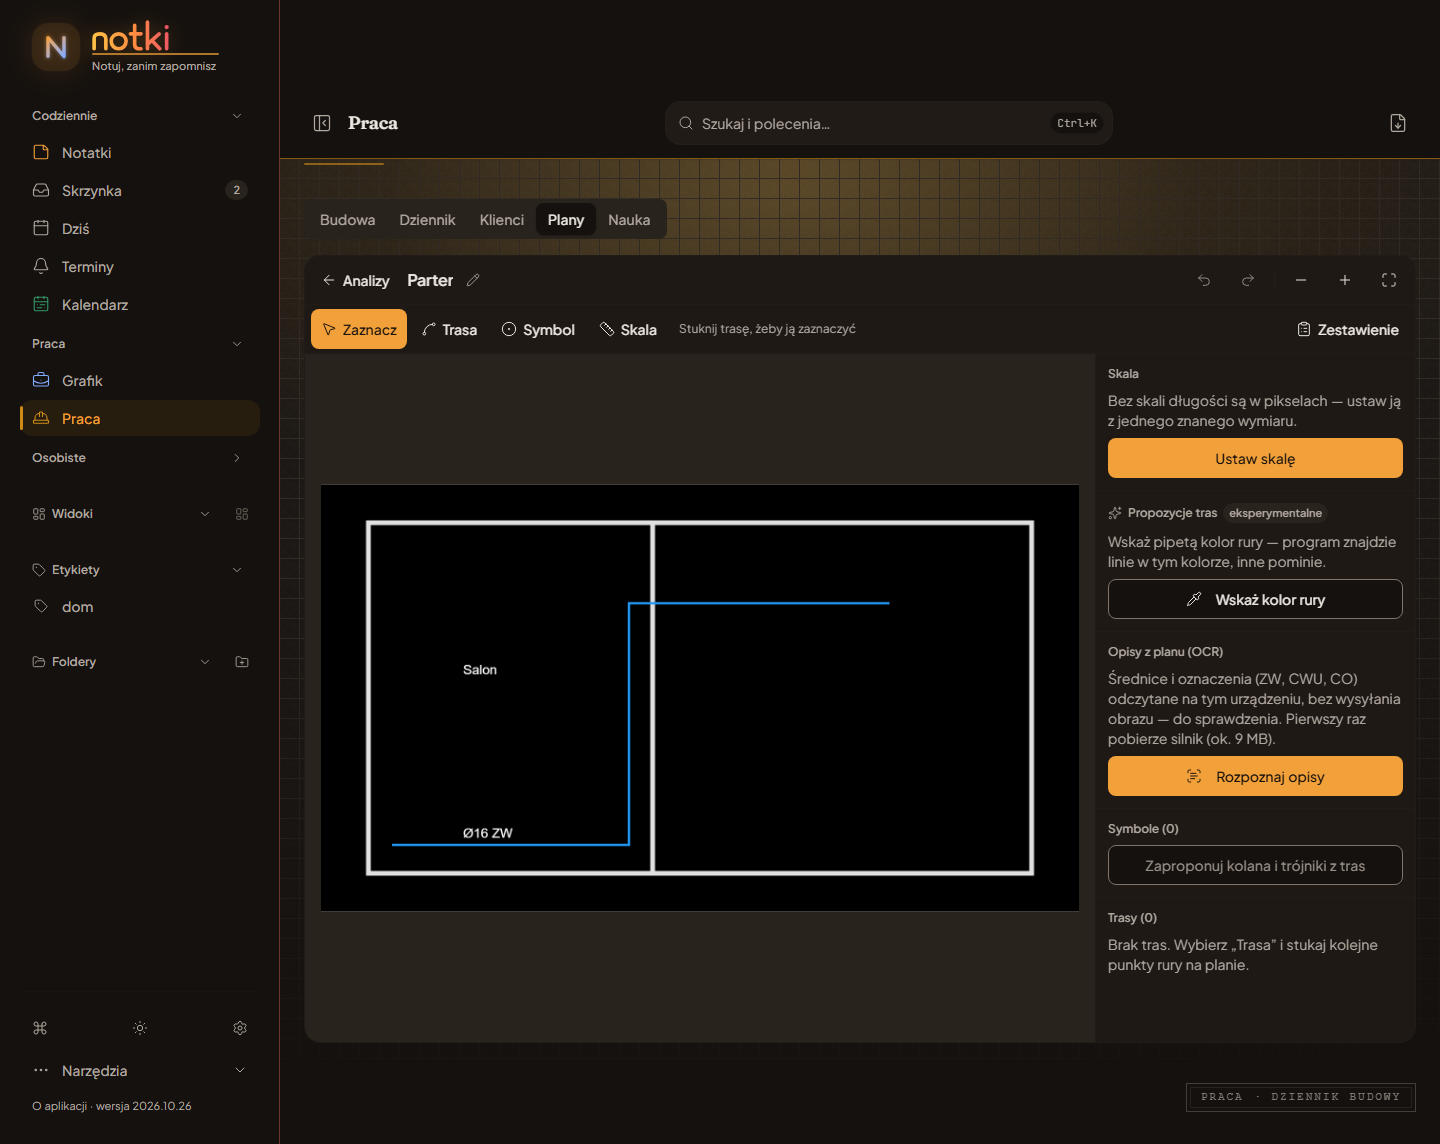 N
notki
Notuj, zanim zapomnisz
Codziennie
Notatki
Skrzynka 2
Dziś
Terminy
Kalendarz
Praca
Grafik
Praca
Osobiste
Widoki
Etykiety
dom
Foldery
Narzędzia
O aplikacji · wersja 2026.10.26
Praca
Szukaj i polecenia... Ctrl+K
Budowa Dziennik Klienci Plany Nauka
Analizy Parter
Zaznacz Trasa Symbol Skala Stuknij trasę, żeby ją zaznaczyć Zestawienie
Salon
Ø16 ZW
Skala
Bez skali długości są w pikselach — ustaw ją
z jednego znanego wymiaru.
Ustaw skalę
Propozycje tras eksperymentalne
Wskaż pipetą kolor rury — program znajdzie
linie w tym kolorze, inne pominie.
Wskaż kolor rury
Opisy z planu (OCR)
Średnice i oznaczenia (ZW, CWU, CO)
odczytane na tym urządzeniu, bez wysyłania
obrazu — do sprawdzenia. Pierwszy raz
pobierze silnik (ok. 9 MB).
Rozpoznaj opisy
Symbole (0)
Zaproponuj kolana i trójniki z tras
Trasy (0)
Brak tras. Wybierz „Trasa” i stukaj kolejne
punkty rury na planie.
PRACA · DZIENNIK BUDOWY